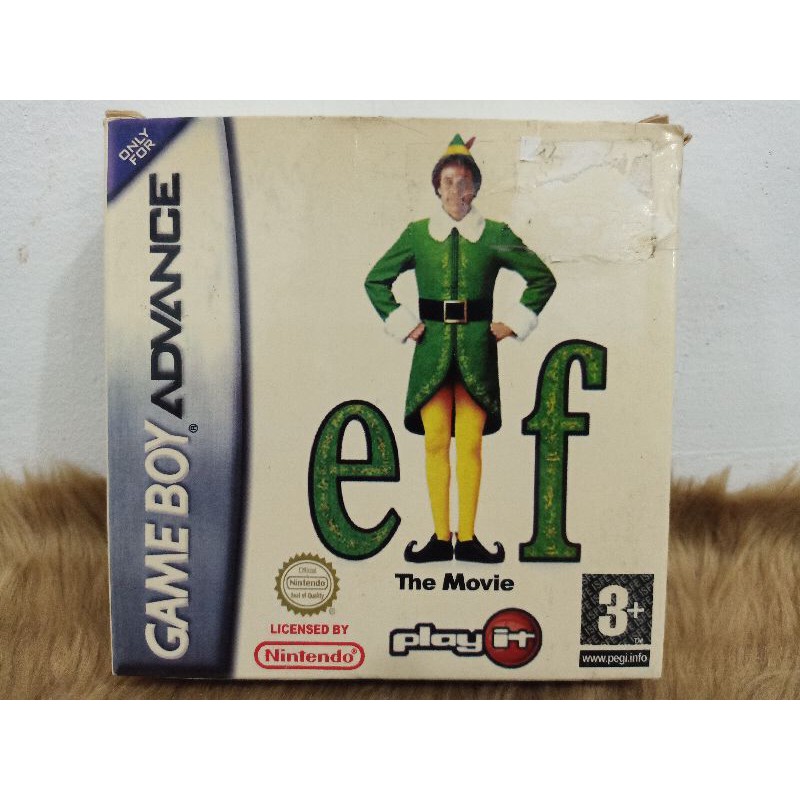 ONLY
FOR
GAME BOY ADVANCE®
elf
The Movie
Official
Nintendo
Seal of Quality
®
LICENSED BY
Nintendo®
play it
3+
™
www.pegi.info